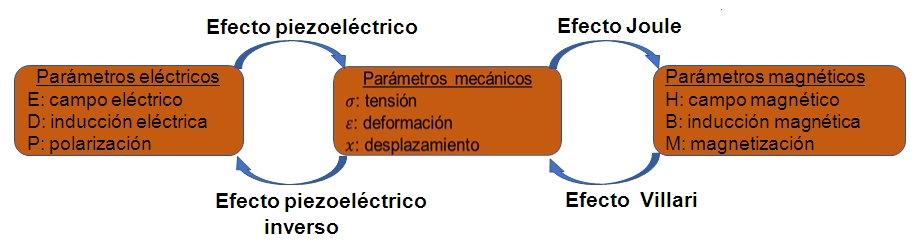 Efecto piezoeléctrico
Efecto Joule
Parámetros eléctricos
E: campo eléctrico
D: inducción eléctrica
P: polarización
Parámetros mecánicos
σ: tensión
ε: deformación
x: desplazamiento
Parámetros magnéticos
H: campo magnético
B: inducción magnética
M: magnetización
Efecto piezoeléctrico
inverso
Efecto Villari